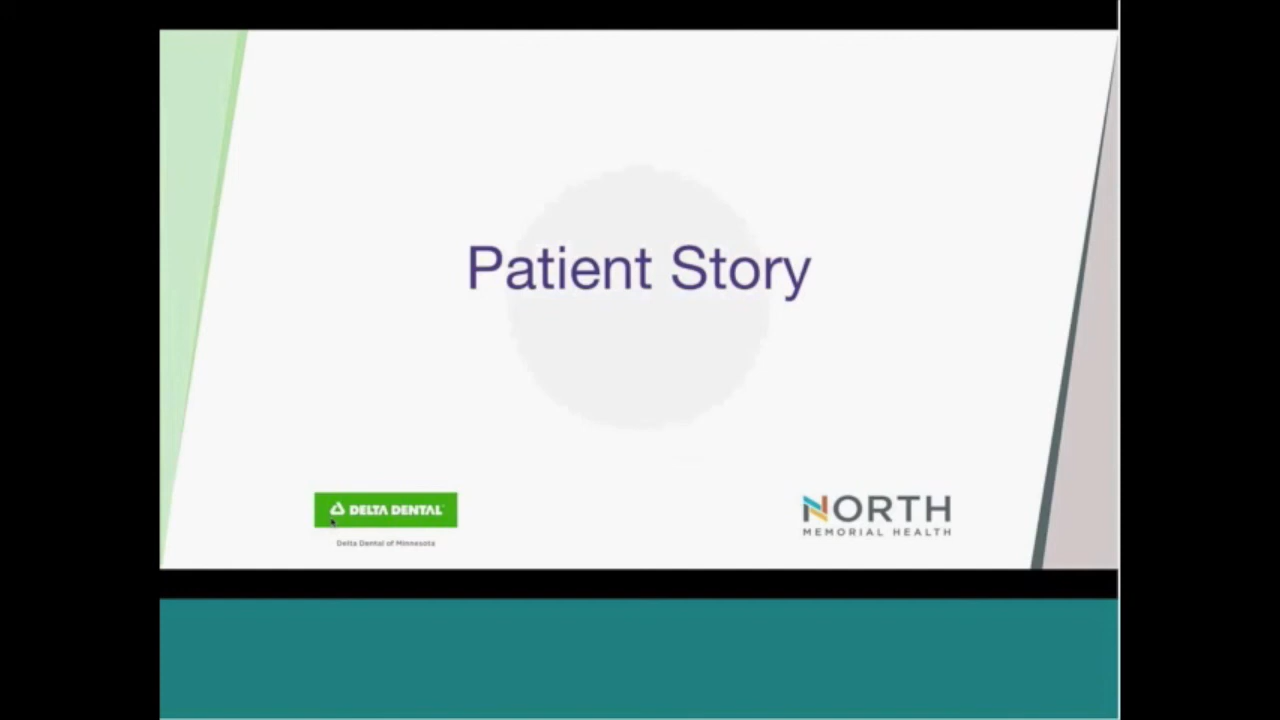 Patient Story
DELTA DENTAL
Delta Dental of Minnesota
NORTH
MEMORIAL HEALTH